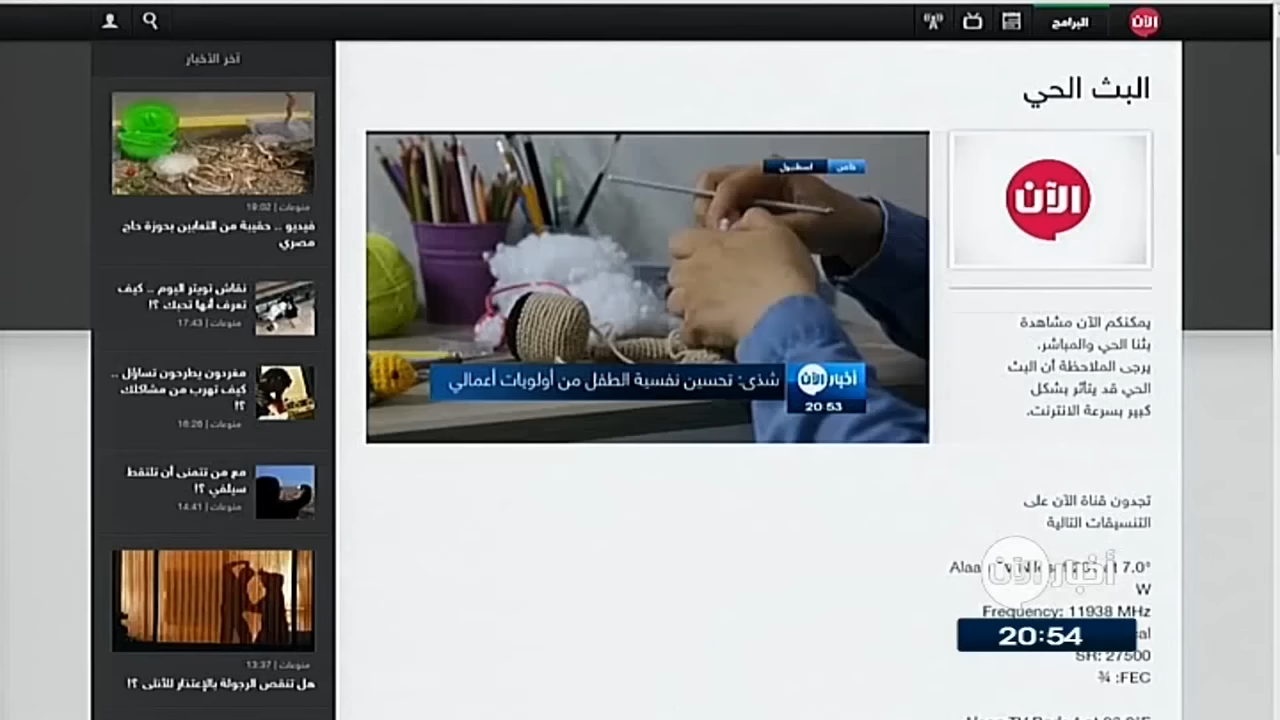 الآن
البرامج
البث الحي
الآن
يمكنكم الآن مشاهدة
بثنا الحي والمباشر.
يرجى الملاحظة أن البث
الحي قد يتأثر بشكل
كبير بسرعة الانترنت.
تجدون قناة الآن على
التنسيقات التالية
7.0°
W
Frequency: 11938 MHz
SR: 27500
FEC: ¾
أخبار الآن
20:54
خاص
اسطنبول
أخبار الآن
شذى: تحسين نفسية الطفل من أولويات أعمالي
20:53
آخر الأخبار
منوعات | 19:02
فيديو .. حقيبة من الثعابين بحوزة حاج
مصري
نقاش تويتر اليوم .. كيف
تعرف أنها تحبك ؟!
منوعات | 17:43
مغردون يطرحون تساؤل ..
كيف تهرب من مشاكلك
؟!
منوعات | 16:26
مع من تتمنى أن تلتقط
سيلفي ؟!
منوعات | 14:41
منوعات | 13:37
هل تنقص الرجولة بالإعتذار للأنثى ؟!